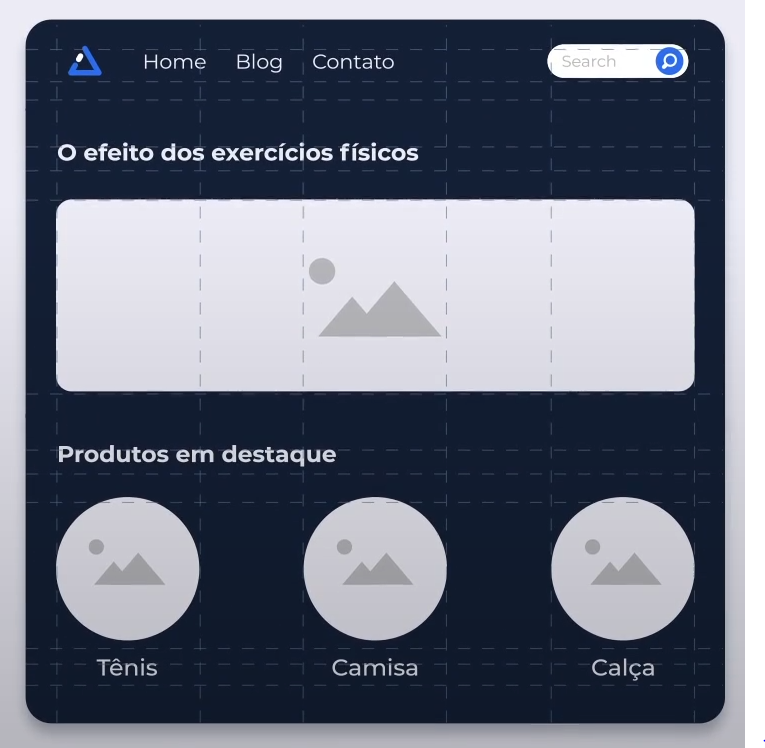 Home Blog Contato Search
O efeito dos exercícios físicos
Produtos em destaque
Tênis Camisa Calça